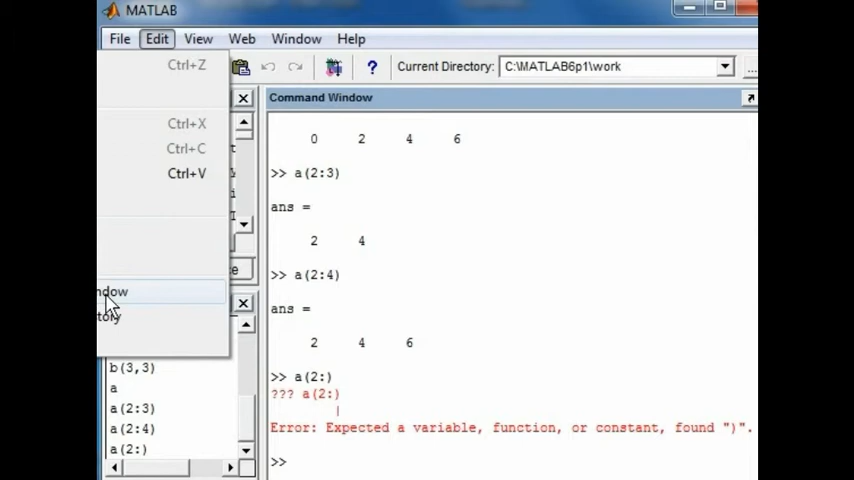 MATLAB
File Edit View Web Window Help
Ctrl+Z
Current Directory: C:\MATLAB6p1\work
...
Command Window
Ctrl+X
Ctrl+C
Ctrl+V
0 2 4 6
>> a(2:3)
ans =
2 4
>> a(2:4)
ans =
2 4 6
>> a(2:)
??? a(2:)
|
Error: Expected a variable, function, or constant, found ")".
>>
ndow
tory
b(3,3)
a
a(2:3)
a(2:4)
a(2:)